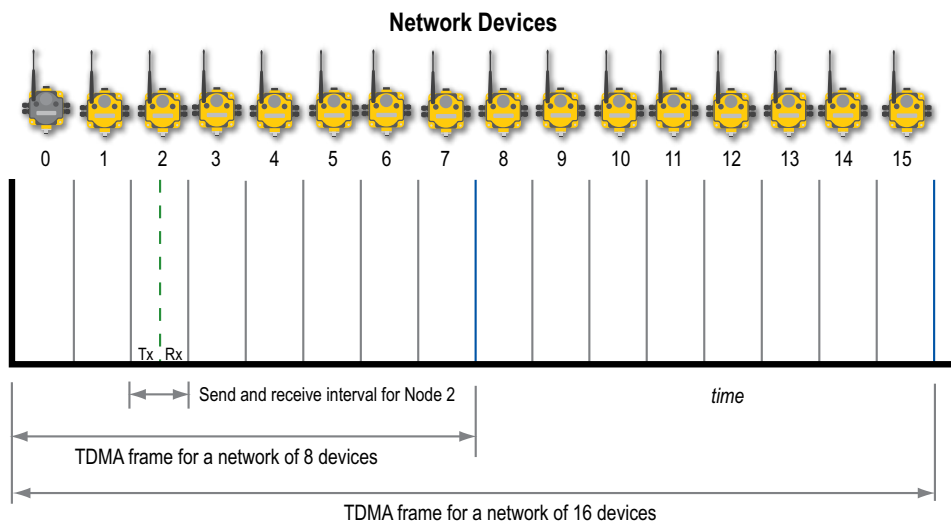 Network Devices
0 1 2 3 4 5 6 7 8 9 10 11 12 13 14 15
Tx Rx
Send and receive interval for Node 2
time
TDMA frame for a network of 8 devices
TDMA frame for a network of 16 devices